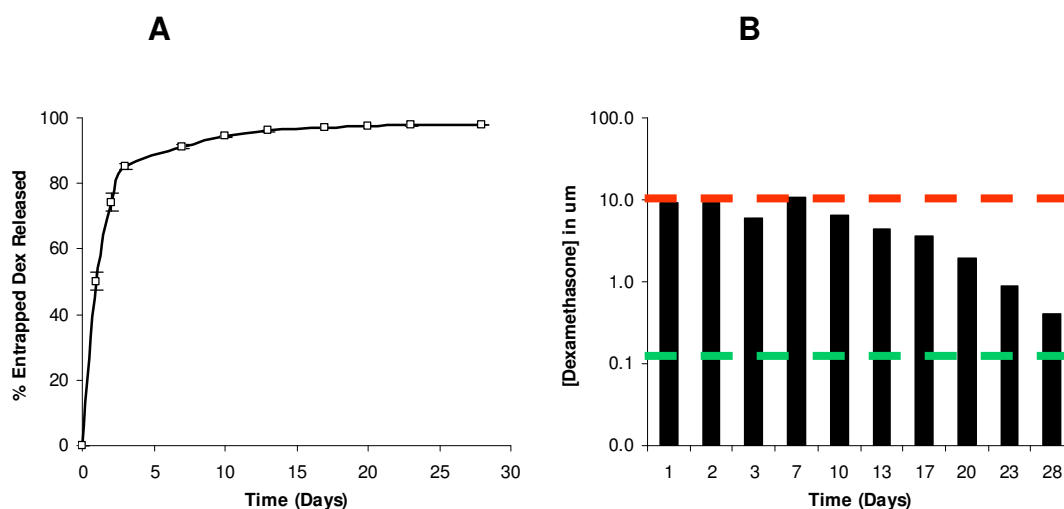 A
B
% Entrapped Dex Released
100
80
60
40
20
0
0 5 10 15 20 25 30
Time (Days)
[Dexamethasone] in um
100.0
10.0
1.0
0.1
0.0
1 2 3 7 10 13 17 20 23 28
Time (Days)